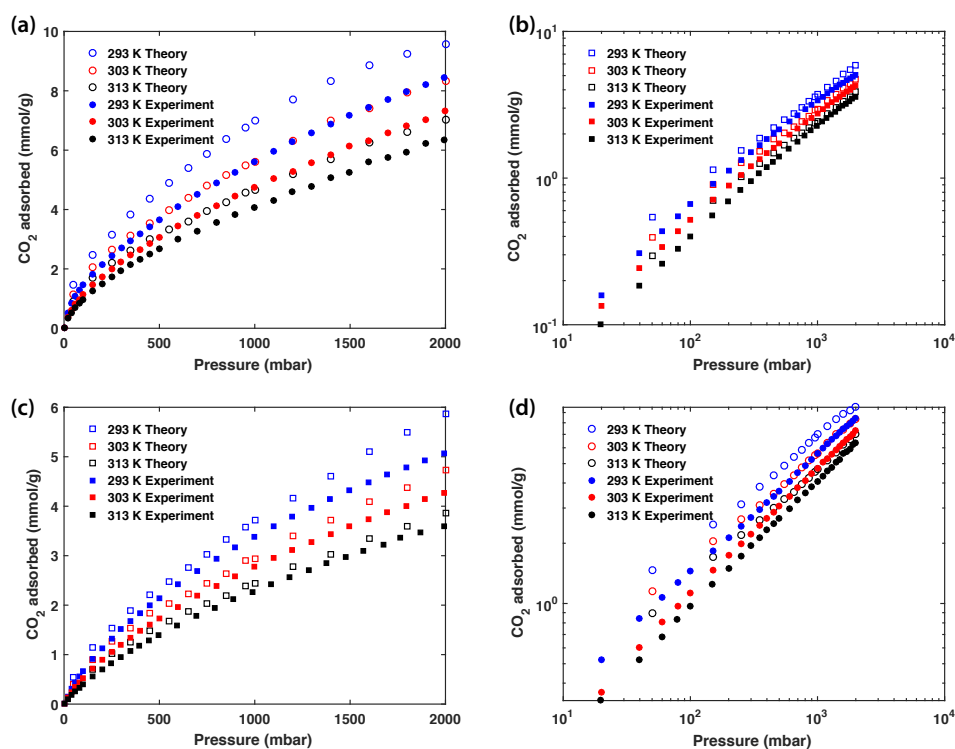 (a)
10
8
6
4
2
0
CO2 adsorbed (mmol/g)
293 K Theory
303 K Theory
313 K Theory
293 K Experiment
303 K Experiment
313 K Experiment
0 500 1000 1500 2000
Pressure (mbar)
(b)
10^1
10^0
10^-1
CO2 adsorbed (mmol/g)
293 K Theory
303 K Theory
313 K Theory
293 K Experiment
303 K Experiment
313 K Experiment
10^1 10^2 10^3 10^4
Pressure (mbar)
(c)
6
5
4
3
2
1
0
CO2 adsorbed (mmol/g)
293 K Theory
303 K Theory
313 K Theory
293 K Experiment
303 K Experiment
313 K Experiment
0 500 1000 1500 2000
Pressure (mbar)
(d)
10^0
CO2 adsorbed (mmol/g)
293 K Theory
303 K Theory
313 K Theory
293 K Experiment
303 K Experiment
313 K Experiment
10^1 10^2 10^3 10^4
Pressure (mbar)